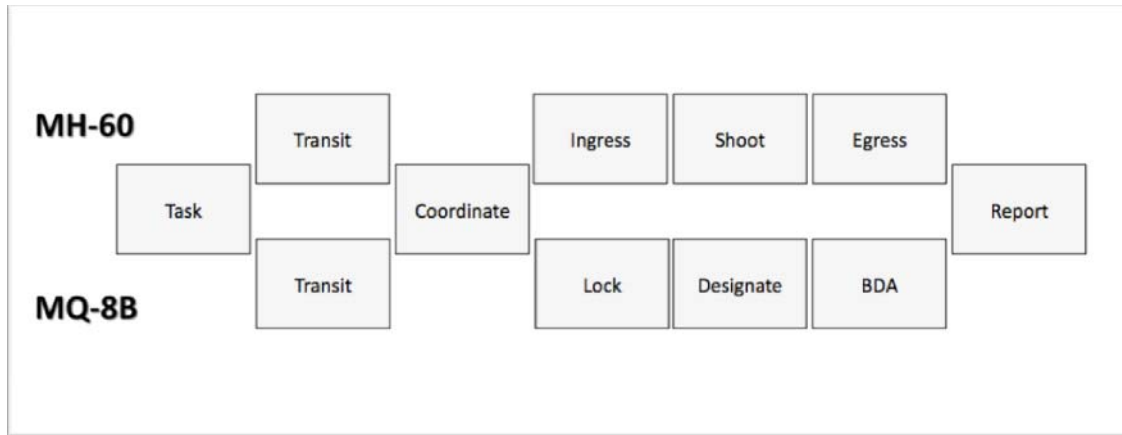 MH-60
Transit
Ingress
Shoot
Egress
Task
Coordinate
Report
Transit
Lock
Designate
BDA
MQ-8B